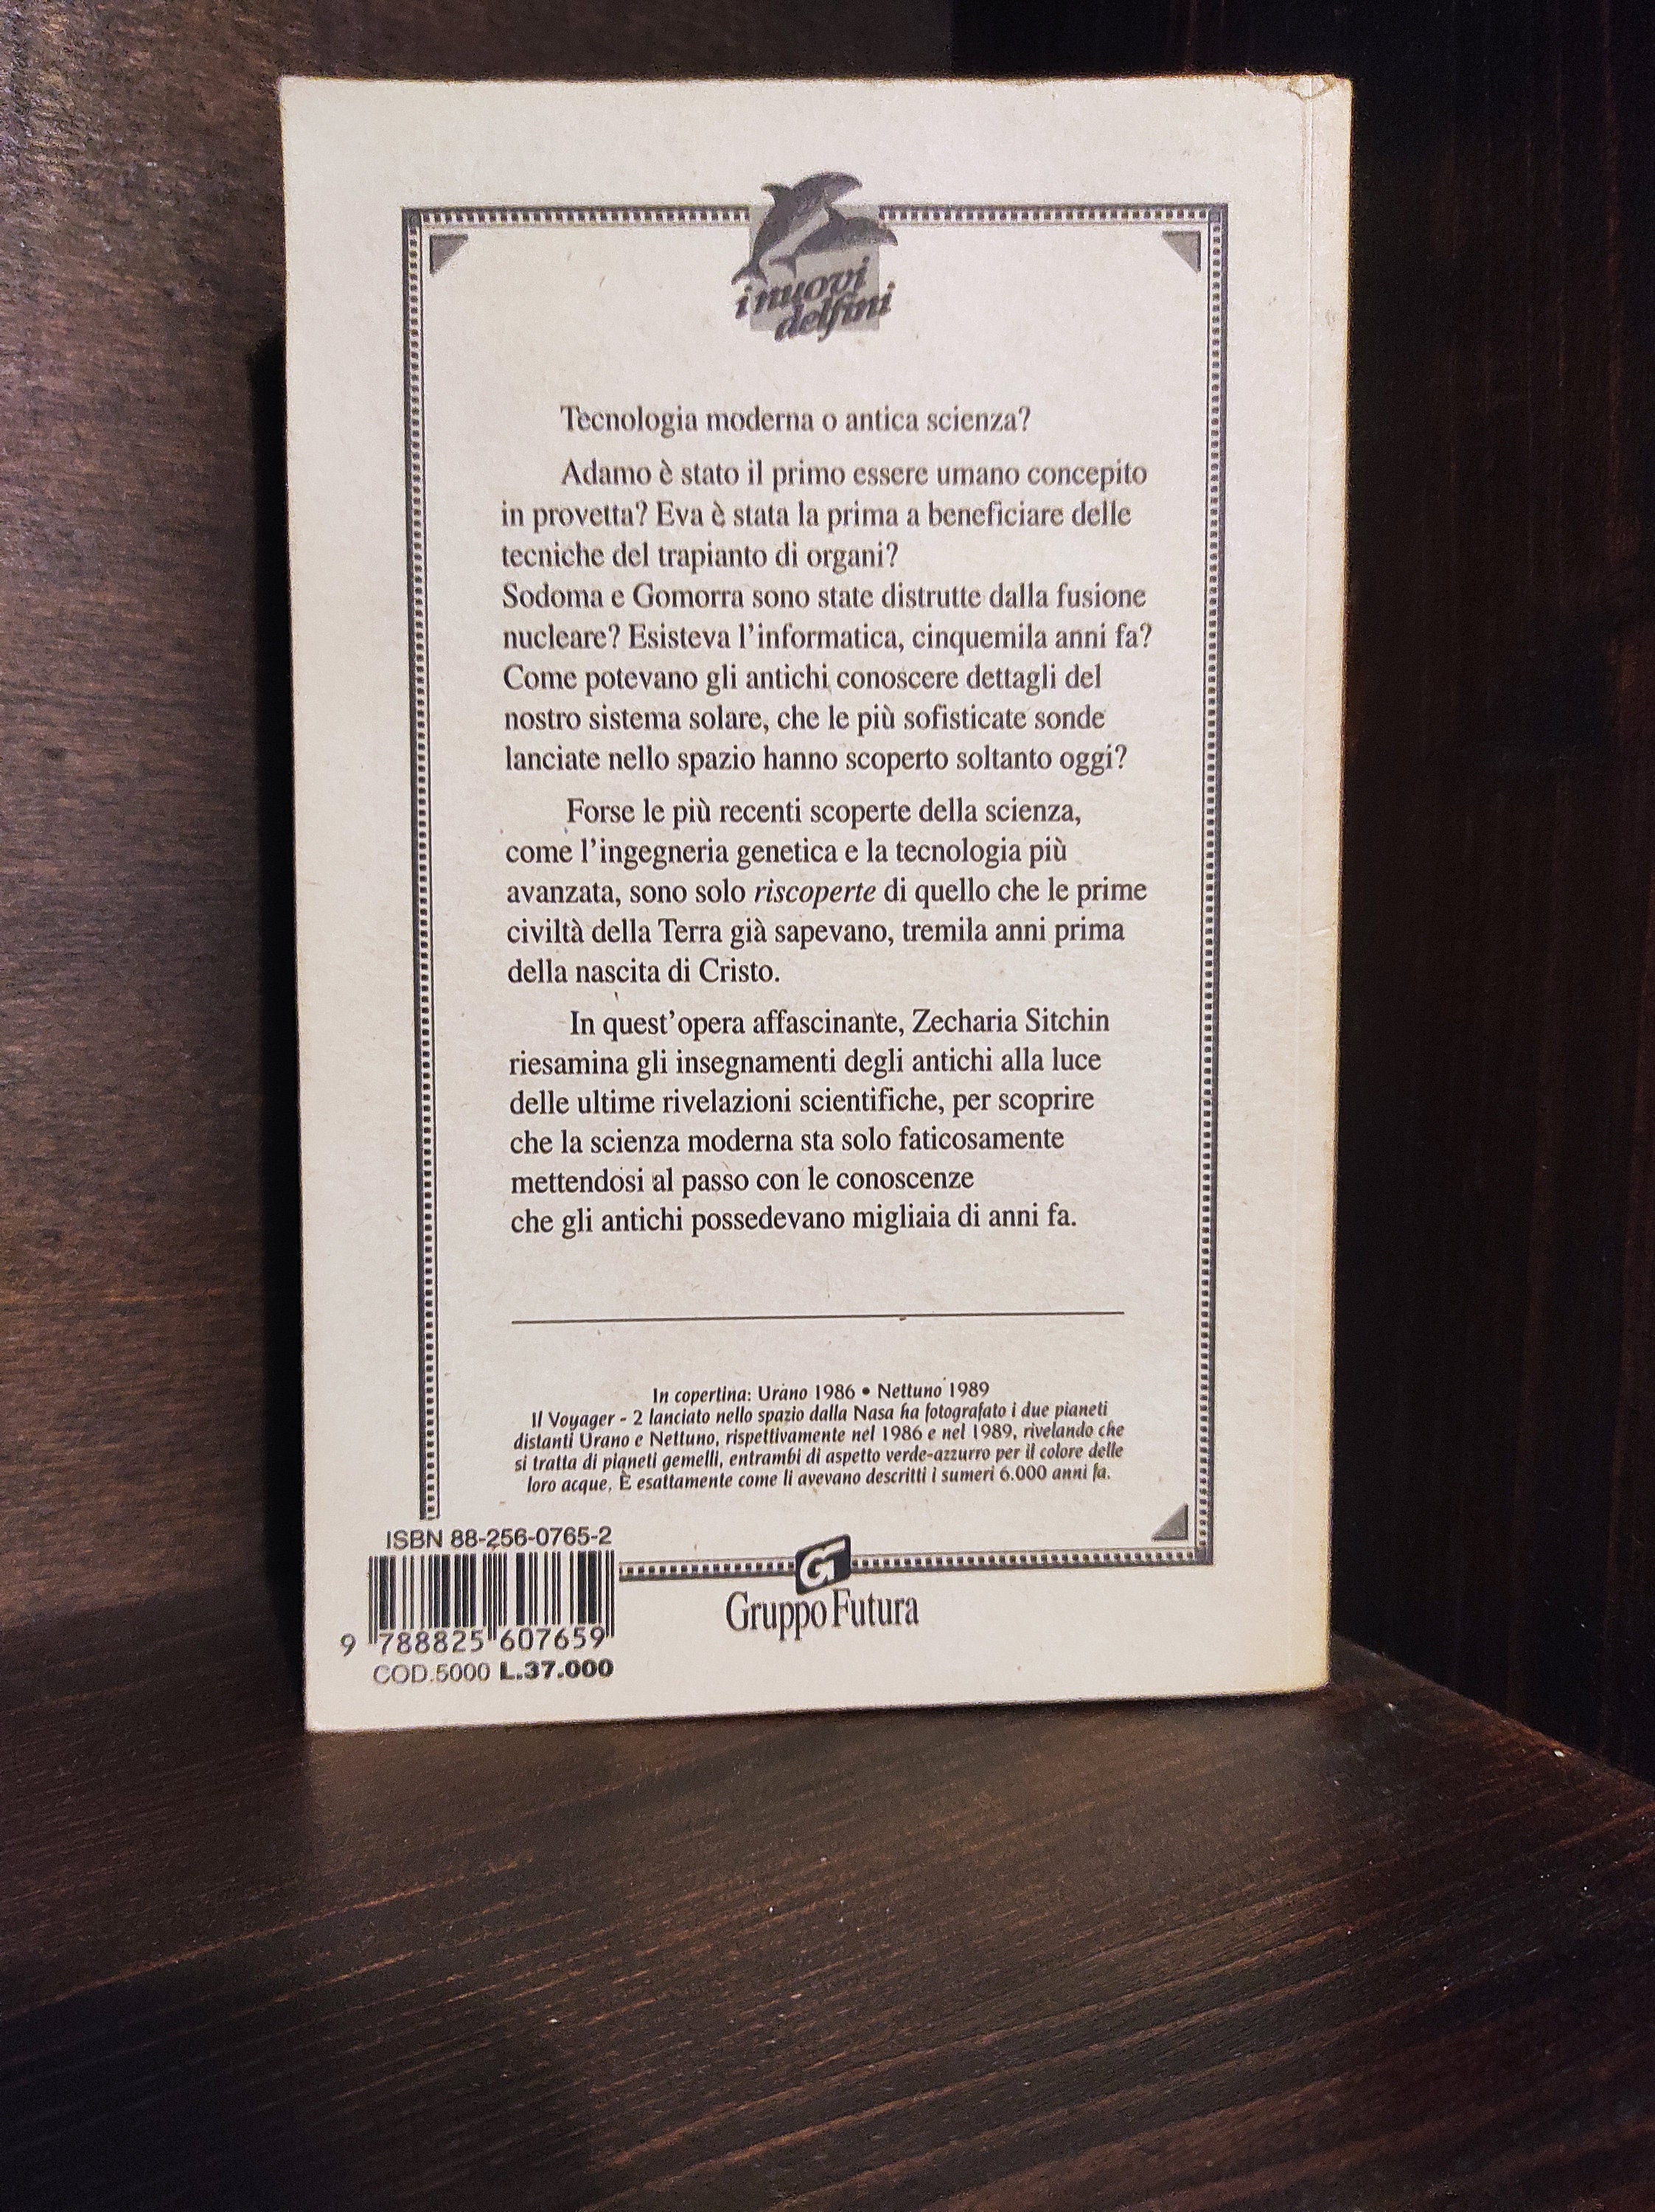 i nuovi
delfini
Tecnologia moderna o antica scienza?
Adamo è stato il primo essere umano concepito
in provetta? Eva è stata la prima a beneficiare delle
tecniche del trapianto di organi?
Sodoma e Gomorra sono state distrutte dalla fusione
nucleare? Esisteva l'informatica, cinquemila anni fa?
Come potevano gli antichi conoscere dettagli del
nostro sistema solare, che le più sofisticate sonde
lanciate nello spazio hanno scoperto soltanto oggi?
Forse le più recenti scoperte della scienza,
come l'ingegneria genetica e la tecnologia più
avanzata, sono solo riscoperte di quello che le prime
civiltà della Terra già sapevano, tremila anni prima
della nascita di Cristo.
In quest'opera affascinante, Zecharia Sitchin
riesamina gli insegnamenti degli antichi alla luce
delle ultime rivelazioni scientifiche, per scoprire
che la scienza moderna sta solo faticosamente
mettendosi al passo con le conoscenze
che gli antichi possedevano migliaia di anni fa.
In copertina: Urano 1986 • Nettuno 1989
Il Voyager - 2 lanciato nello spazio dalla Nasa ha fotografato i due pianeti
distanti Urano e Nettuno, rispettivamente nel 1986 e nel 1989, rivelando che
si tratta di pianeti gemelli, entrambi di aspetto verde-azzurro per il colore delle
loro acque. È esattamente come li avevano descritti i sumeri 6.000 anni fa.
ISBN 88-256-0765-2
9 788825 607659
COD.5000 L.37.000
Gruppo Futura